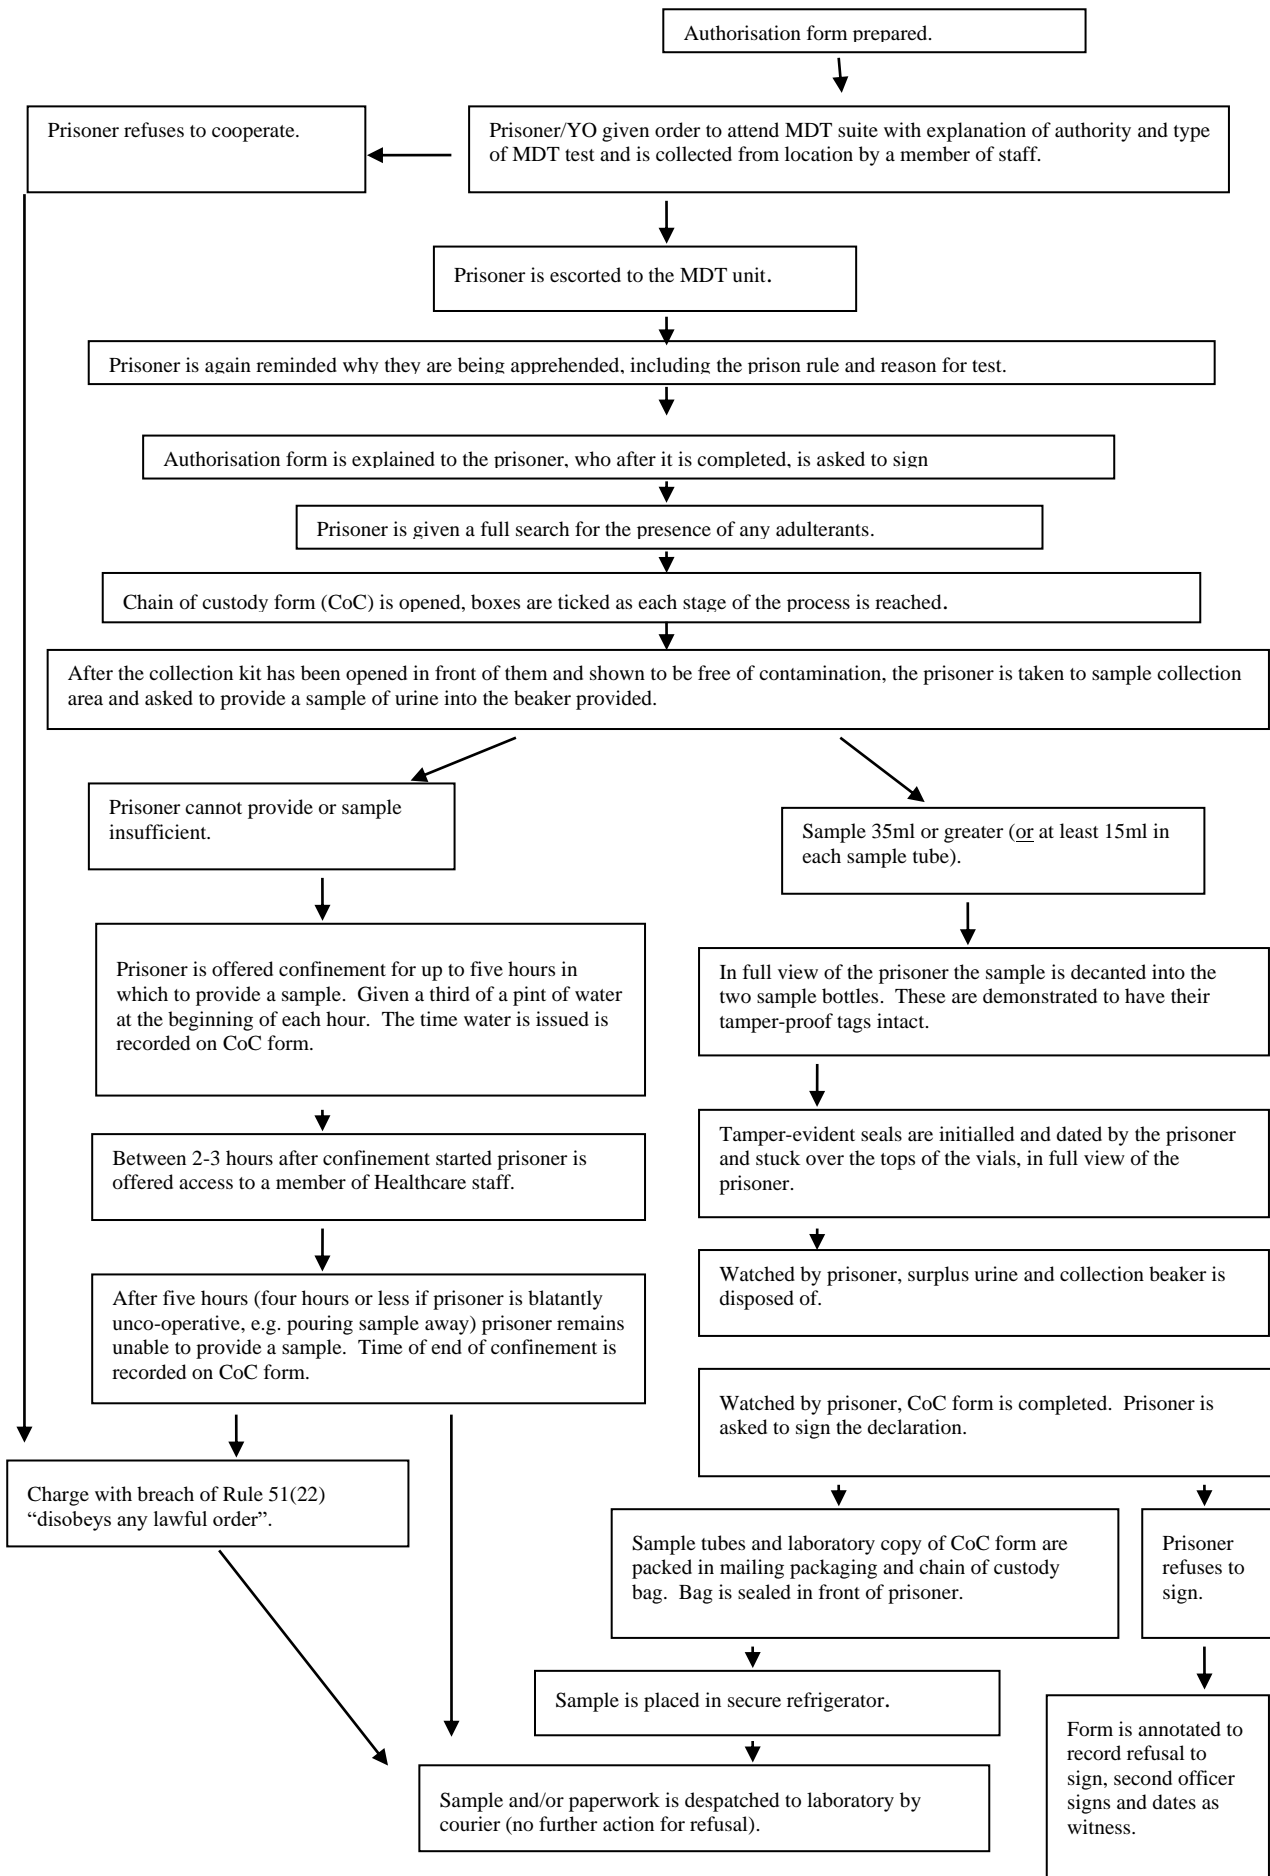 Authorisation form prepared.
Prisoner refuses to cooperate.
Prisoner/YO given order to attend MDT suite with explanation of authority and type
of MDT test and is collected from location by a member of staff.
Prisoner is escorted to the MDT unit.
Prisoner is again reminded why they are being apprehended, including the prison rule and reason for test.
Authorisation form is explained to the prisoner, who after it is completed, is asked to sign
Prisoner is given a full search for the presence of any adulterants.
Chain of custody form (CoC) is opened, boxes are ticked as each stage of the process is reached.
After the collection kit has been opened in front of them and shown to be free of contamination, the prisoner is taken to sample collection
area and asked to provide a sample of urine into the beaker provided.
Prisoner cannot provide or sample
insufficient.
Sample 35ml or greater (or at least 15ml in
each sample tube).
Prisoner is offered confinement for up to five hours in
which to provide a sample.  Given a third of a pint of water
at the beginning of each hour.  The time water is issued is
recorded on CoC form.
In full view of the prisoner the sample is decanted into the
two sample bottles.  These are demonstrated to have their
tamper-proof tags intact.
Between 2-3 hours after confinement started prisoner is
offered access to a member of Healthcare staff.
Tamper-evident seals are initialled and dated by the prisoner
and stuck over the tops of the vials, in full view of the
prisoner.
After five hours (four hours or less if prisoner is blatantly
unco-operative, e.g. pouring sample away) prisoner remains
unable to provide a sample.  Time of end of confinement is
recorded on CoC form.
Watched by prisoner, surplus urine and collection beaker is
disposed of.
Watched by prisoner, CoC form is completed.  Prisoner is
asked to sign the declaration.
Charge with breach of Rule 51(22)
“disobeys any lawful order”.
Sample tubes and laboratory copy of CoC form are
packed in mailing packaging and chain of custody
bag.  Bag is sealed in front of prisoner.
Prisoner
refuses to
sign.
Sample is placed in secure refrigerator.
Form is annotated to
record refusal to
sign, second officer
signs and dates as
witness.
Sample and/or paperwork is despatched to laboratory by
courier (no further action for refusal).